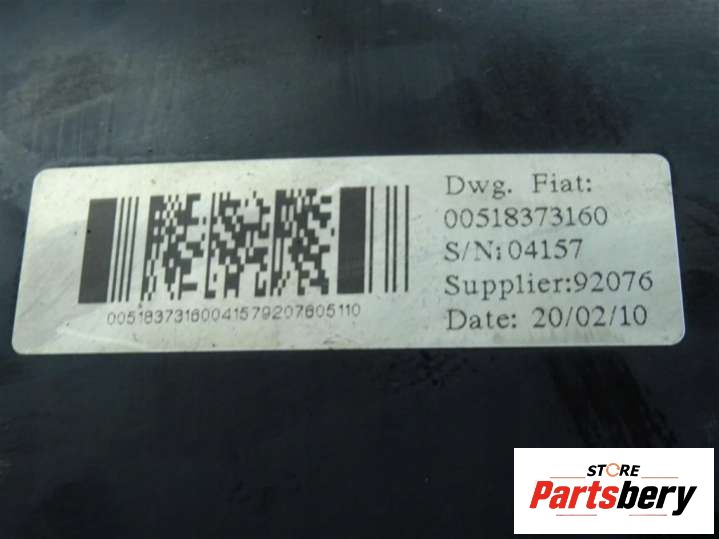 Dwg. Fiat:
00518373160
S/N: 04157
Supplier:92076
Date: 20/02/10
00518373160041579207605110
STORE
Partsbery